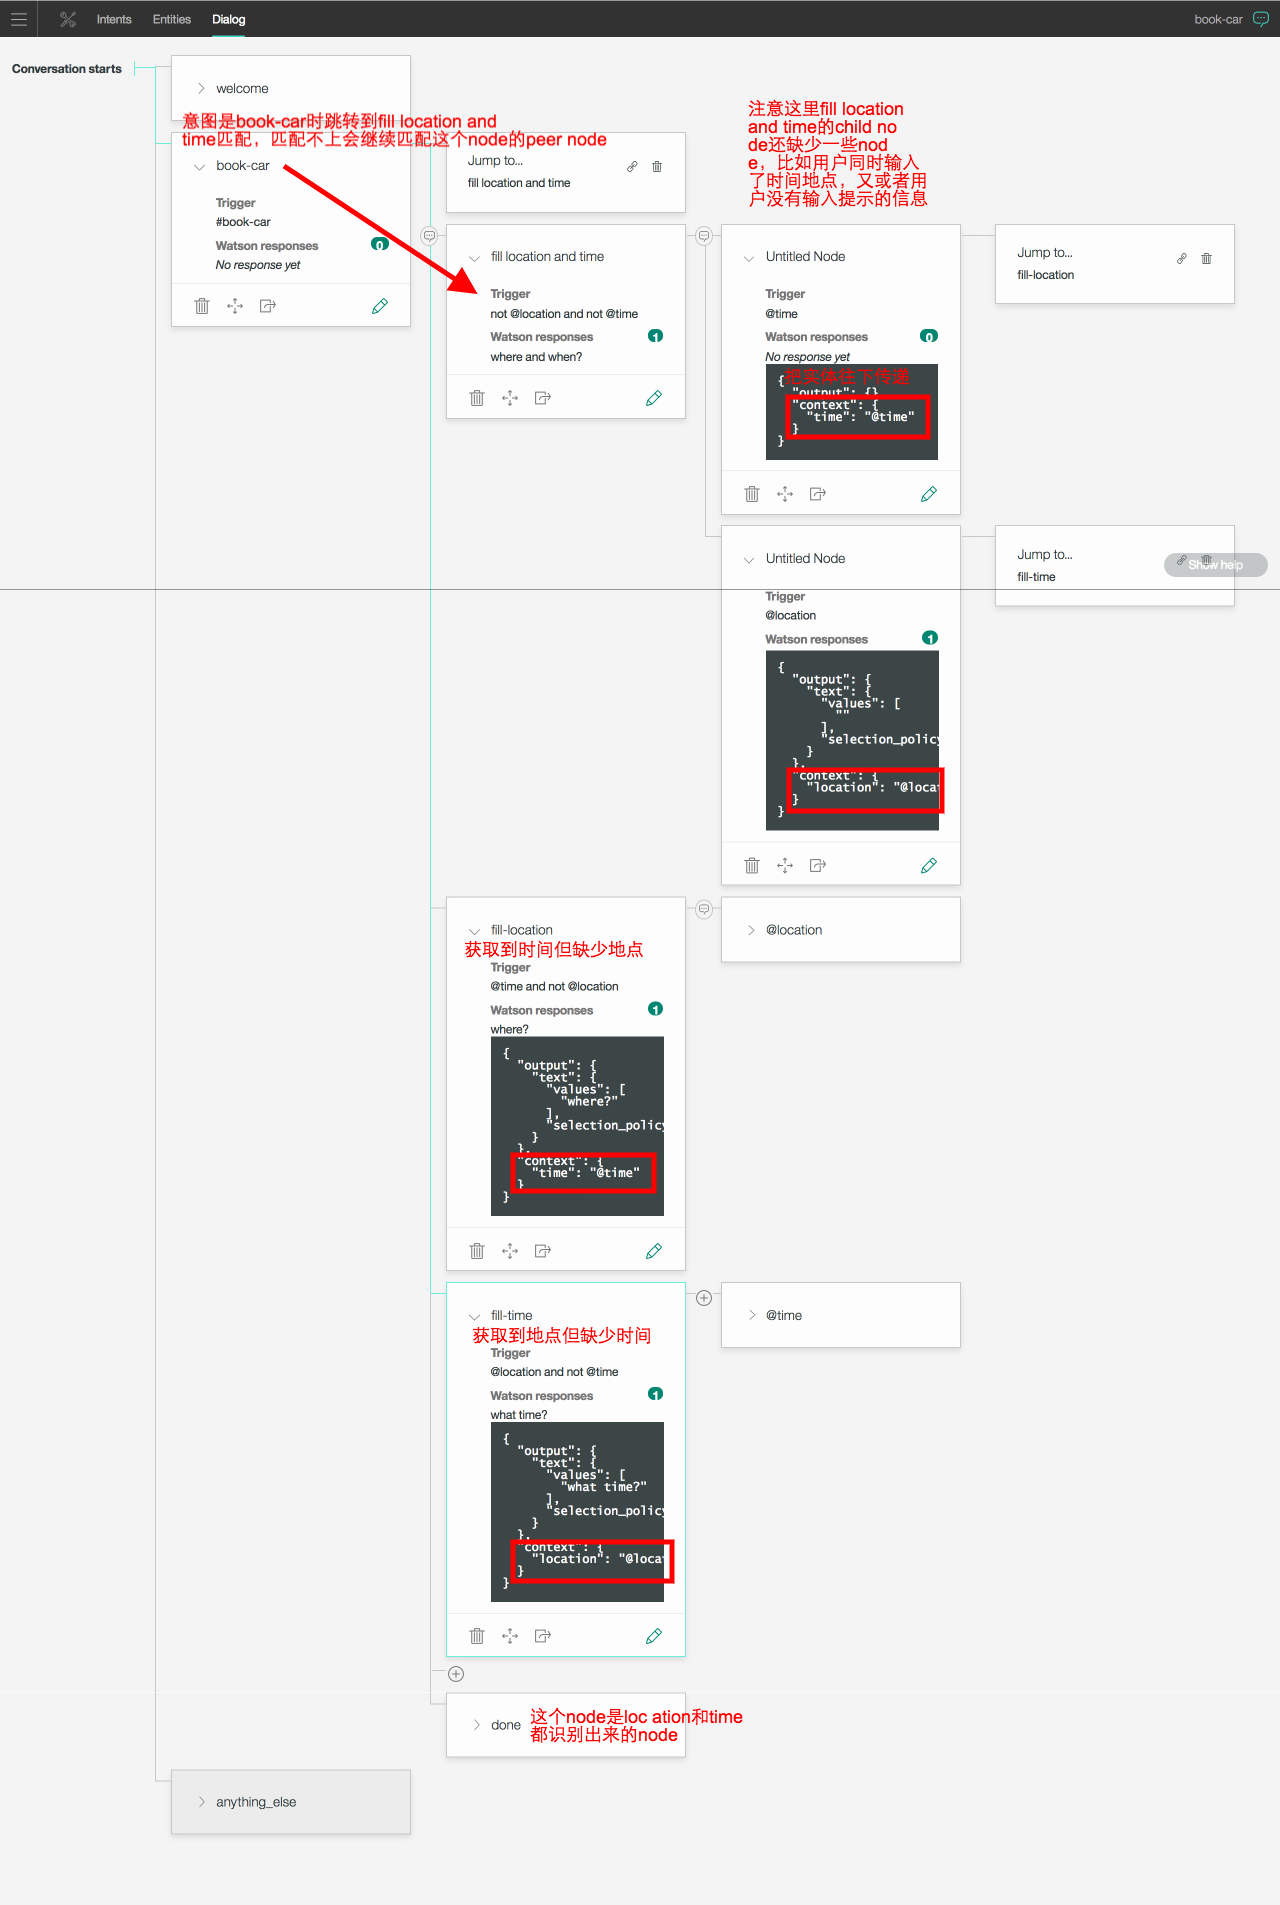 Intents
Entities
Dialog
book-car
Conversation starts
welcome
意图是book-car时跳转到fill location and
time匹配，匹配不上会继续匹配这个node的peer node
book-car
Trigger
#book-car
Watson responses
0
No response yet
Jump to...
fill location and time
注意这里fill location
and time的child no
de还缺少一些nod
e，比如用户同时输入
了时间地点，又或者用
户没有输入提示的信息
fill location and time
Trigger
not @location and not @time
Watson responses
1
where and when?
Untitled Node
Trigger
@time
Watson responses
0
No response yet
把实体往下传递
{
"output": {}
"context": {
"time": "@time"
}
}
Jump to...
fill-location
Untitled Node
Trigger
@location
Watson responses
1
{
"output": {
"text": {
"values": [
""
],
"selection_policy
}
},
"context": {
"location": "@locat
}
}
Jump to...
fill-time
Show help
fill-location
获取到时间但缺少地点
Trigger
@time and not @location
Watson responses
1
where?
{
"output": {
"text": {
"values": [
"where?"
],
"selection_policy
}
},
"context": {
"time": "@time"
}
}
@location
fill-time
获取到地点但缺少时间
Trigger
@location and not @time
Watson responses
1
what time?
{
"output": {
"text": {
"values": [
"what time?"
],
"selection_policy
}
},
"context": {
"location": "@locat
}
}
@time
done
这个node是loc ation和time
都识别出来的node
anything_else